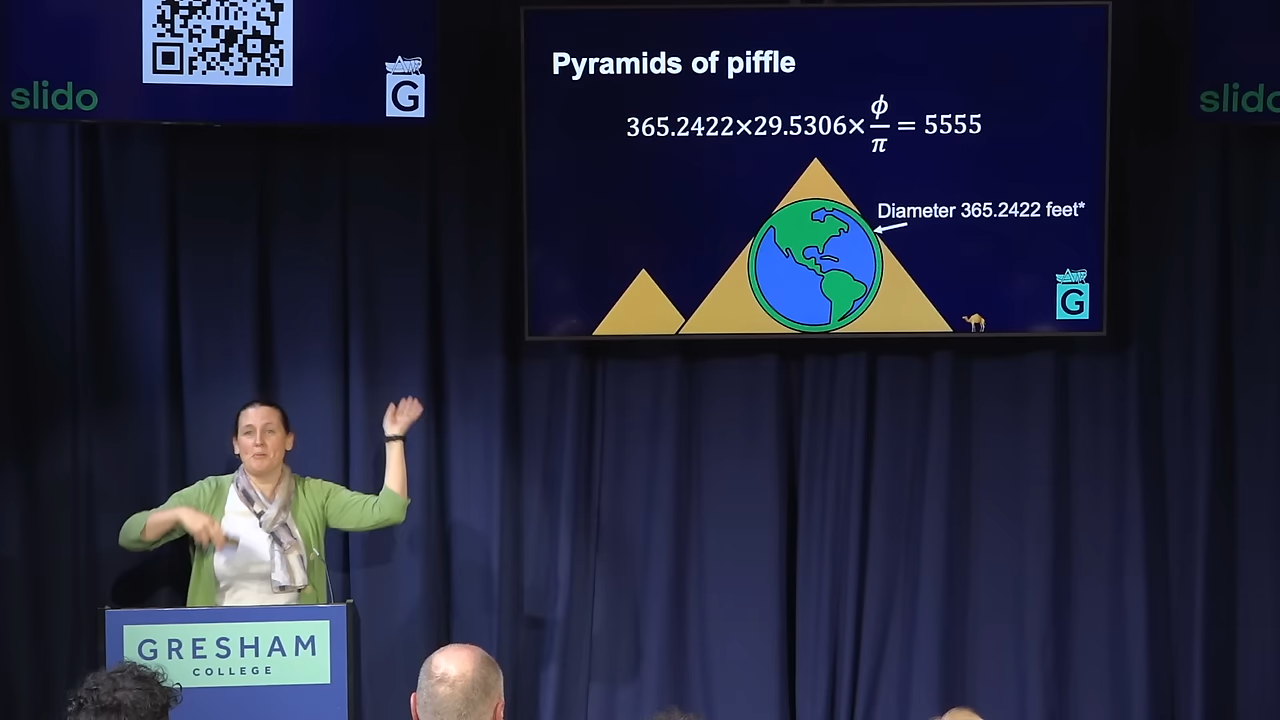 slido
G
Pyramids of piffle
365.2422×29.5306×ϕ/π = 5555
Diameter 365.2422 feet*
G
slido
GRESHAM
COLLEGE